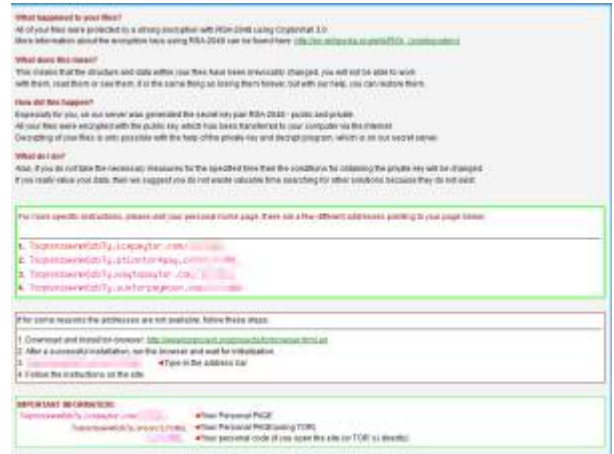 What happened to your files?
All of your files were protected by a strong encryption with RSA-2048 using CryptoWall 3.0
More information about the encryption keys using RSA-2048 can be found here:
What does this mean?
This means that the structure and data within your files have been irrevocably changed, you will not be able to work
with them, read them or see them, it is the same thing as losing them forever, but with our help, you can restore them.
How did this happen?
Especially for you, on our server was generated the secret key pair RSA-2048 - public and private.
All your files were encrypted with the public key, which has been transferred to your computer via the Internet.
Decrypting of your files is only possible with the help of the private key and decrypt program, which is on our secret server.
What do I do?
Alas, if you do not take the necessary measures for the specified time then the conditions for obtaining the private key will be changed.
If you really value your data, then we suggest you do not waste valuable time searching for other solutions because they do not exist.
For more specific instructions, please visit your personal home page, there are a few different addresses pointing to your page below:
1.
2.
3.
4.
If for some reasons the addresses are not available, follow these steps:
1. Download and install tor-browser:
2. After a successful installation, run the browser and wait for initialization.
3. Type in the address bar
4. Follow the instructions on the site.
IMPORTANT INFORMATION:
Your Personal PAGE
Your Personal PAGE(using TOR)
Your personal code (if you open the site (or TOR 's) directly)